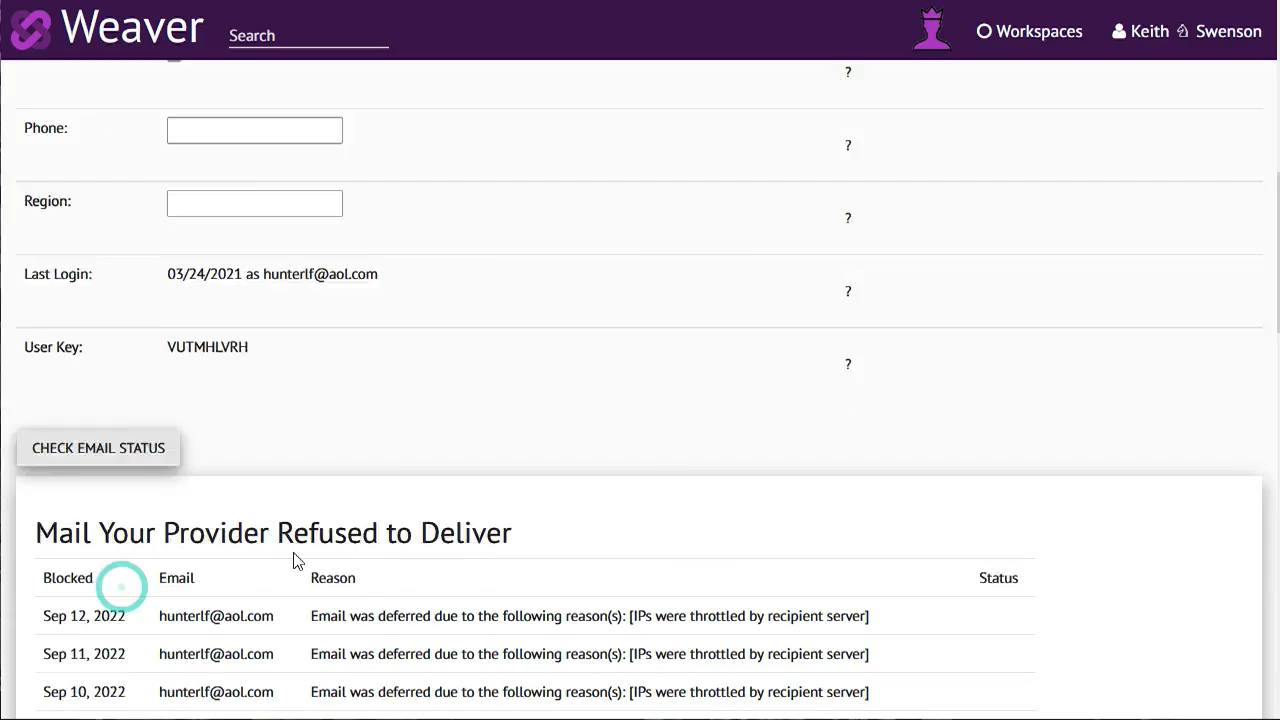 Weaver
Search
Workspaces
Keith Swenson
?
Phone:
?
Region:
?
Last Login: 03/24/2021 as hunterlf@aol.com
?
User Key: VUTMHLVRH
?
CHECK EMAIL STATUS
Mail Your Provider Refused to Deliver
Blocked Email Reason Status
Sep 12, 2022 hunterlf@aol.com Email was deferred due to the following reason(s): [IPs were throttled by recipient server]
Sep 11, 2022 hunterlf@aol.com Email was deferred due to the following reason(s): [IPs were throttled by recipient server]
Sep 10, 2022 hunterlf@aol.com Email was deferred due to the following reason(s): [IPs were throttled by recipient server]